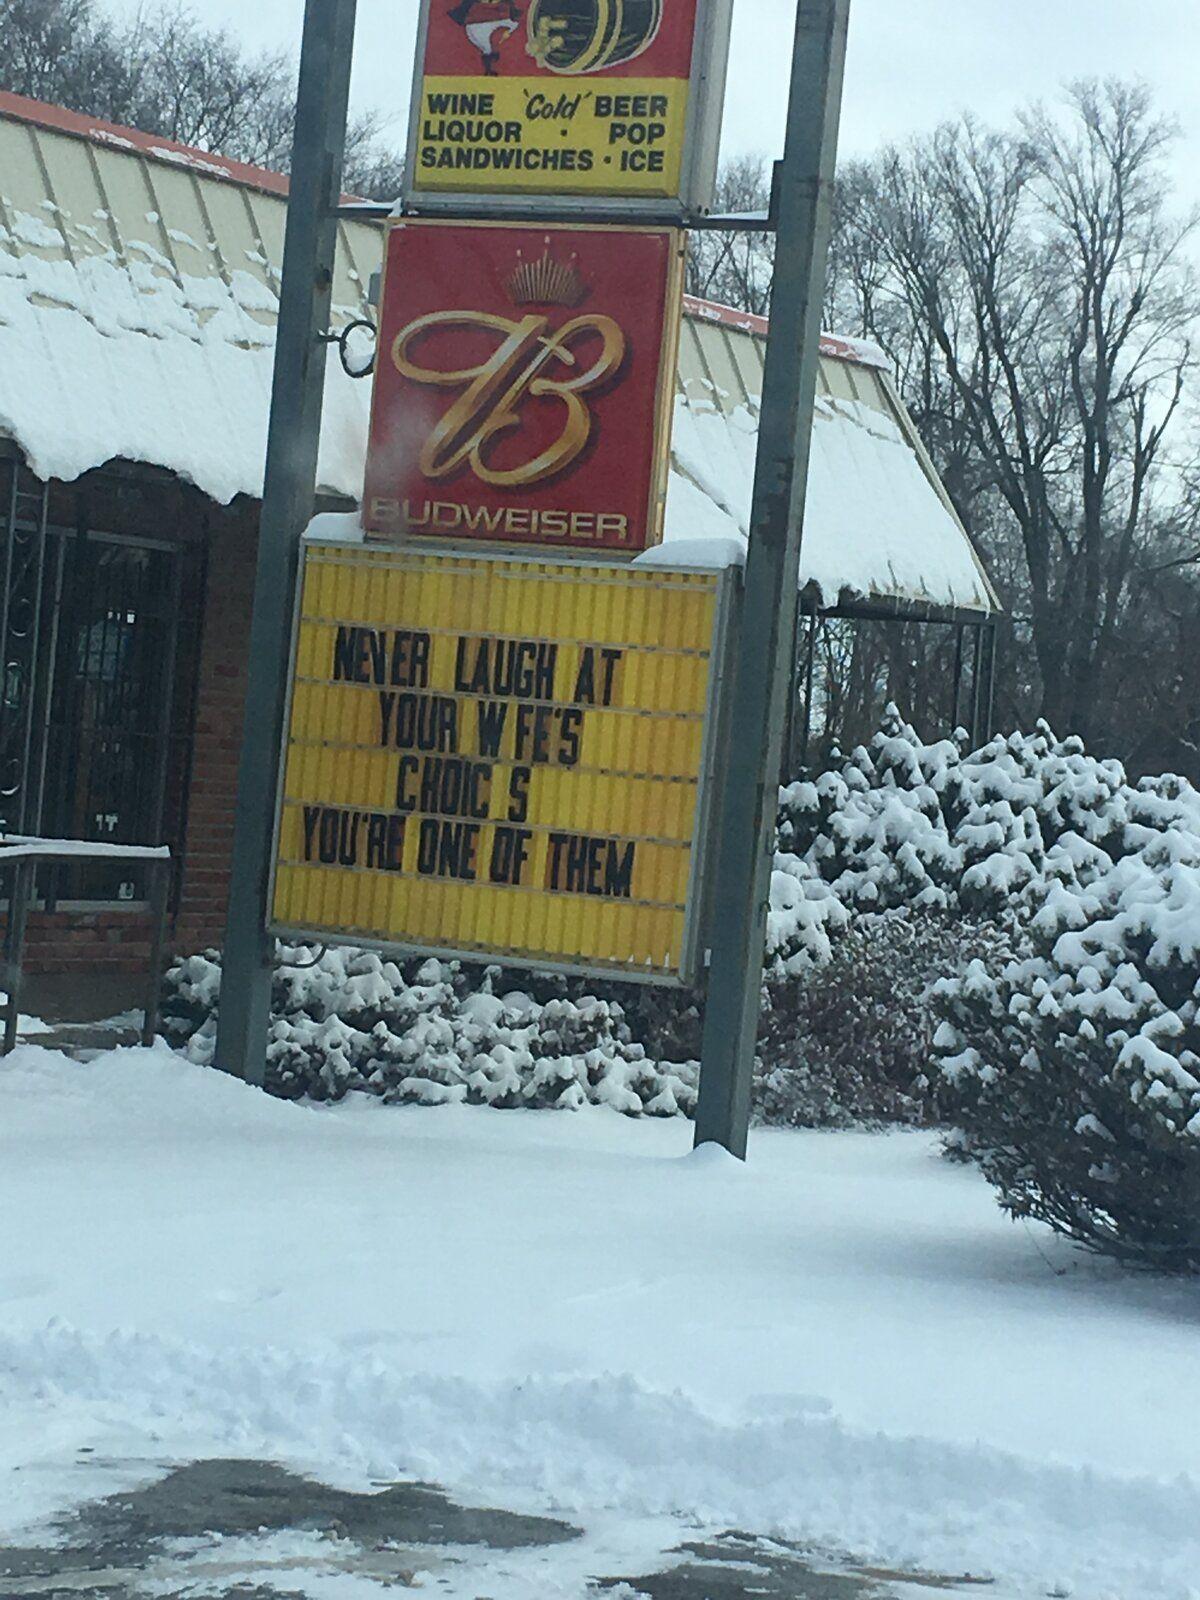 WINE 'Cold' BEER
LIQUOR · POP
SANDWICHES · ICE
B
BUDWEISER
NEVER LAUGH AT
YOUR W FE'S
CHOIC S
YOU'RE ONE OF THEM